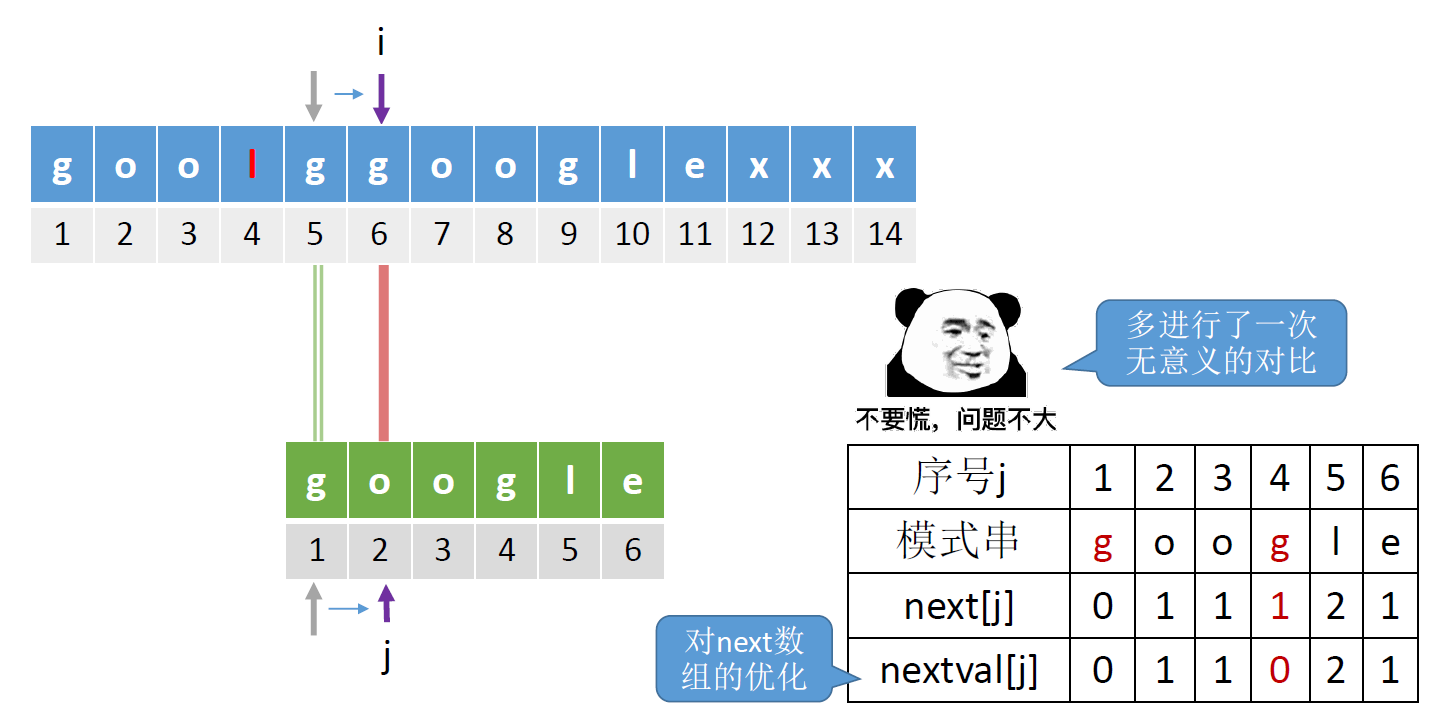 i
g o o l g g o o g l e x x x
1 2 3 4 5 6 7 8 9 10 11 12 13 14
多进行了一次
无意义的对比
不要慌，问题不大
g o o g l e
1 2 3 4 5 6
j
序号j 1 2 3 4 5 6
模式串 g o o g l e
next[j] 0 1 1 1 2 1
nextval[j] 0 1 1 0 2 1
对next数
组的优化